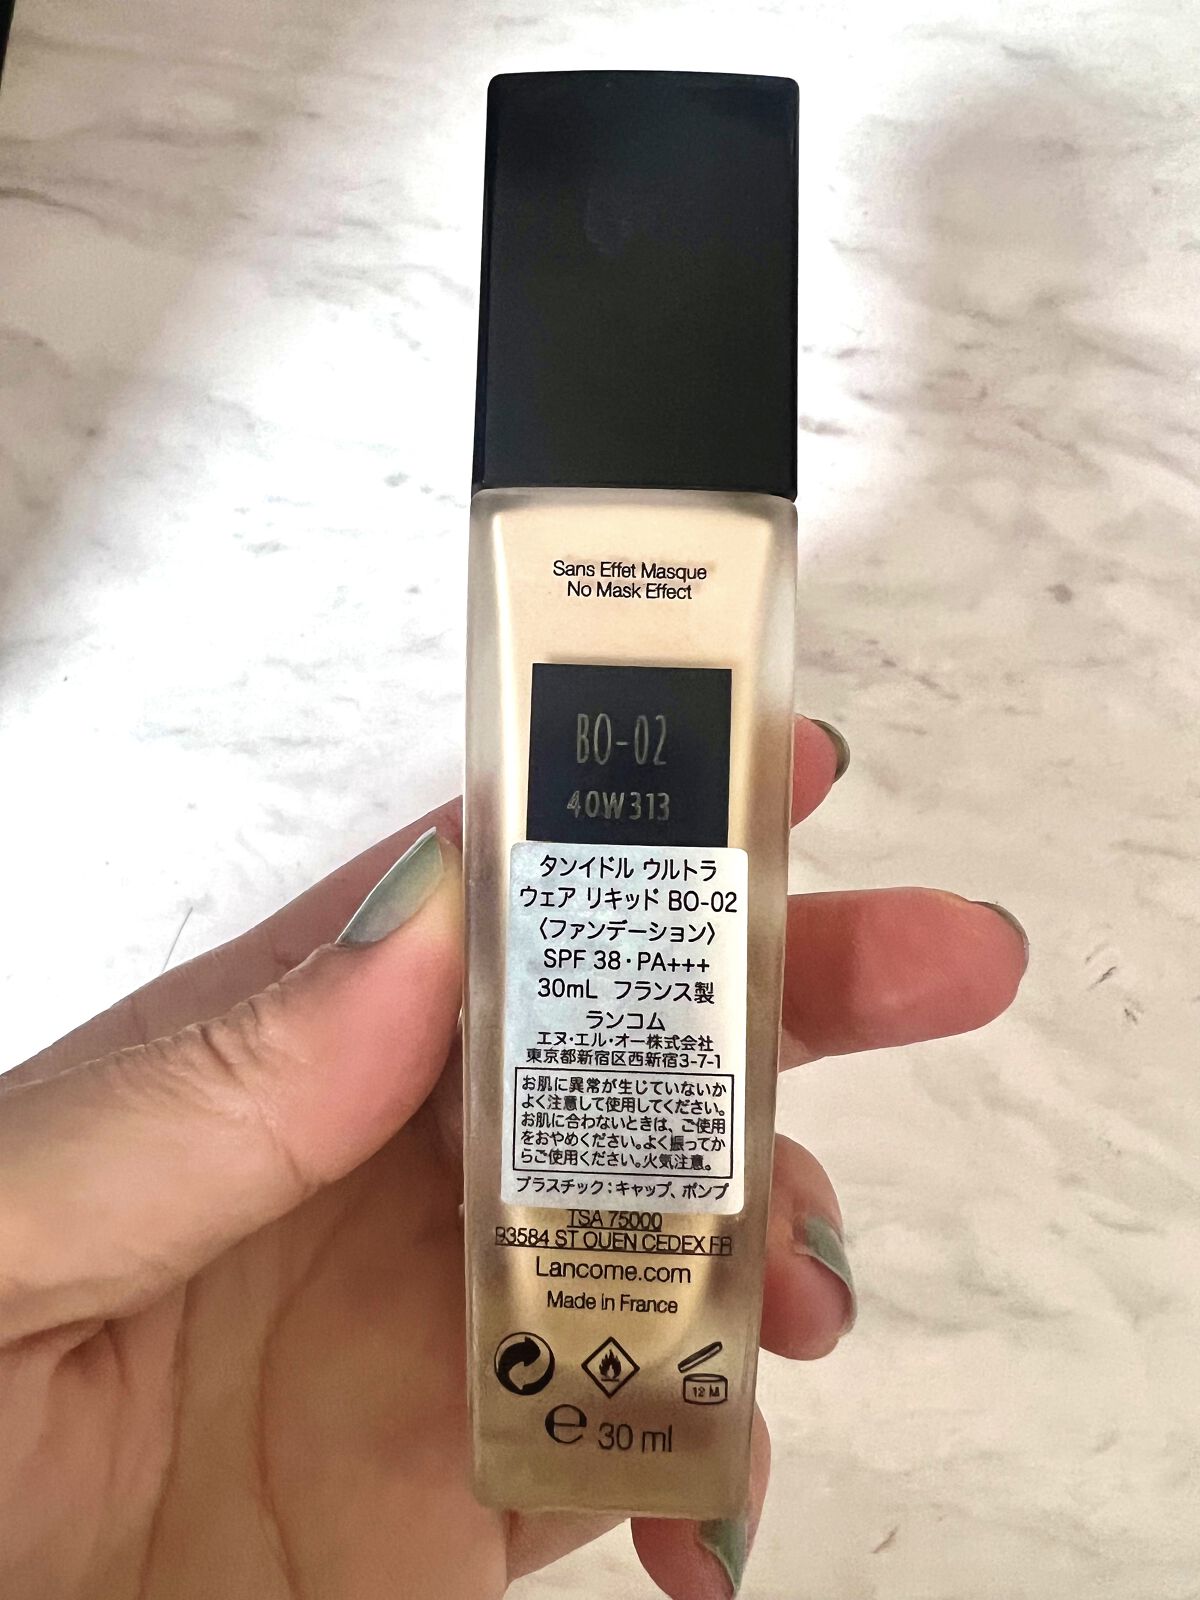 Sans Effet Masque
No Mask Effect
BO-02
40W313
タンイドル ウルトラ
ウェア リキッド BO-02
〈ファンデーション〉
SPF 38・PA+++
30mL フランス製
ランコム
エヌ・エル・オー株式会社
東京都新宿区西新宿3-7-1
お肌に異常が生じていないか
よく注意して使用してください。
お肌に合わないときは、ご使用
をおやめください。よく振ってか
らご使用ください。火気注意。
プラスチック：キャップ、ポンプ
TSA 75000
93584 ST OUEN CEDEX FR
Lancome.com
Made in France
12 M
e 30 ml